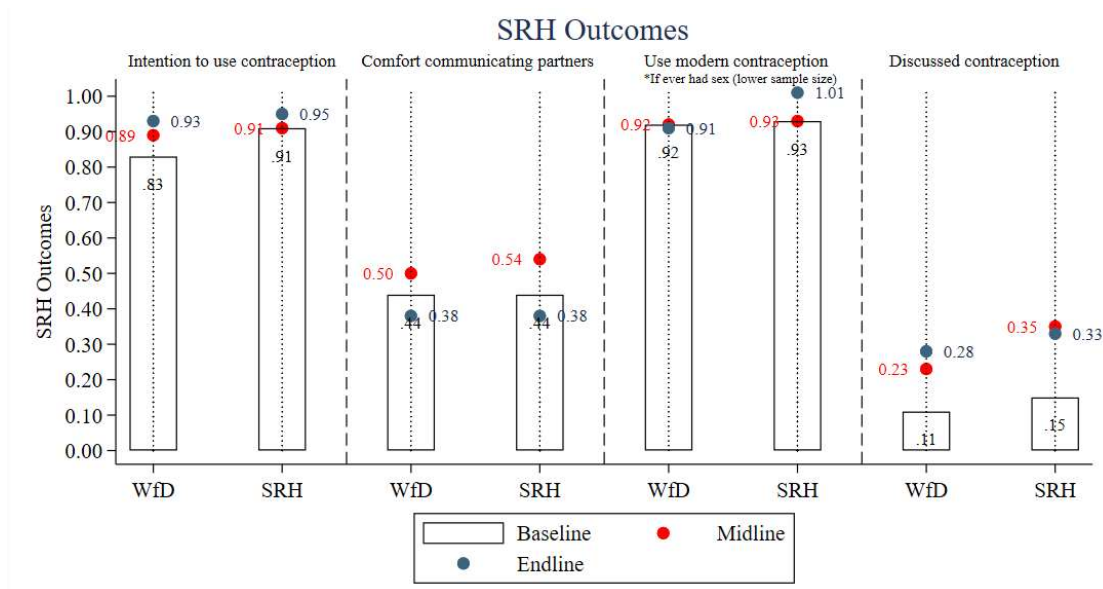 SRH Outcomes
Intention to use contraception
Comfort communicating partners
Use modern contraception
*If ever had sex (lower sample size)
Discussed contraception
SRH Outcomes
1.00
0.90
0.80
0.70
0.60
0.50
0.40
0.30
0.20
0.10
0.00
0.89
0.93
.83
0.91
0.95
.91
0.50
0.38
.44
0.54
0.38
.44
0.92
0.91
.92
0.93
1.01
.93
0.23
0.28
.11
0.35
0.33
.15
WfD
SRH
WfD
SRH
WfD
SRH
WfD
SRH
Baseline
Midline
Endline